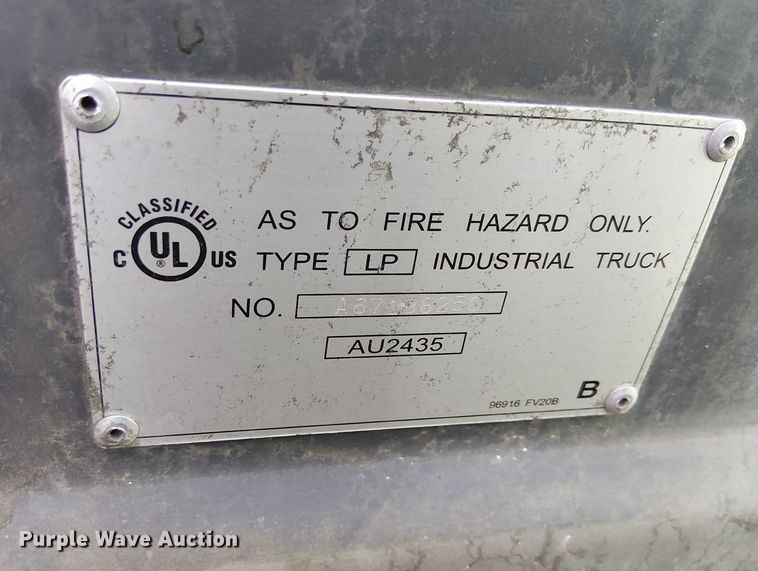 CLASSIFIED
C UL® US
AS TO FIRE HAZARD ONLY.
TYPE LP INDUSTRIAL TRUCK
NO.
AU2435
96916 FV20B
B
Purple Wave Auction